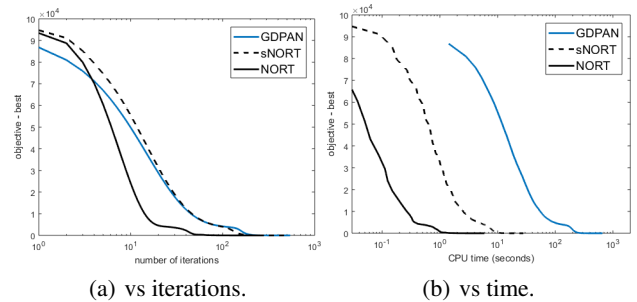 10 ×10⁴
9
8
7
6
5
4
3
2
1
0
objective - best
10⁰ 10¹ 10² 10³
number of iterations
GDPAN
sNORT
NORT
(a) vs iterations.
10 ×10⁴
9
8
7
6
5
4
3
2
1
0
objective - best
10⁻¹ 10⁰ 10¹ 10² 10³
CPU time (seconds)
GDPAN
sNORT
NORT
(b) vs time.